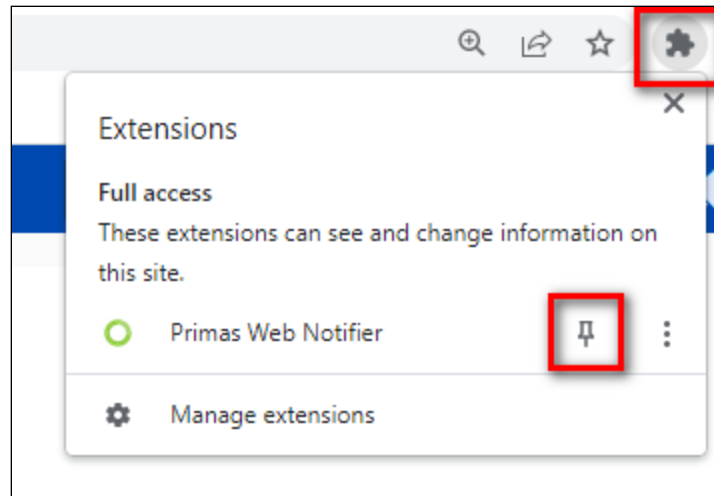 Extensions
Full access
These extensions can see and change information on
this site.
Primas Web Notifier
Manage extensions